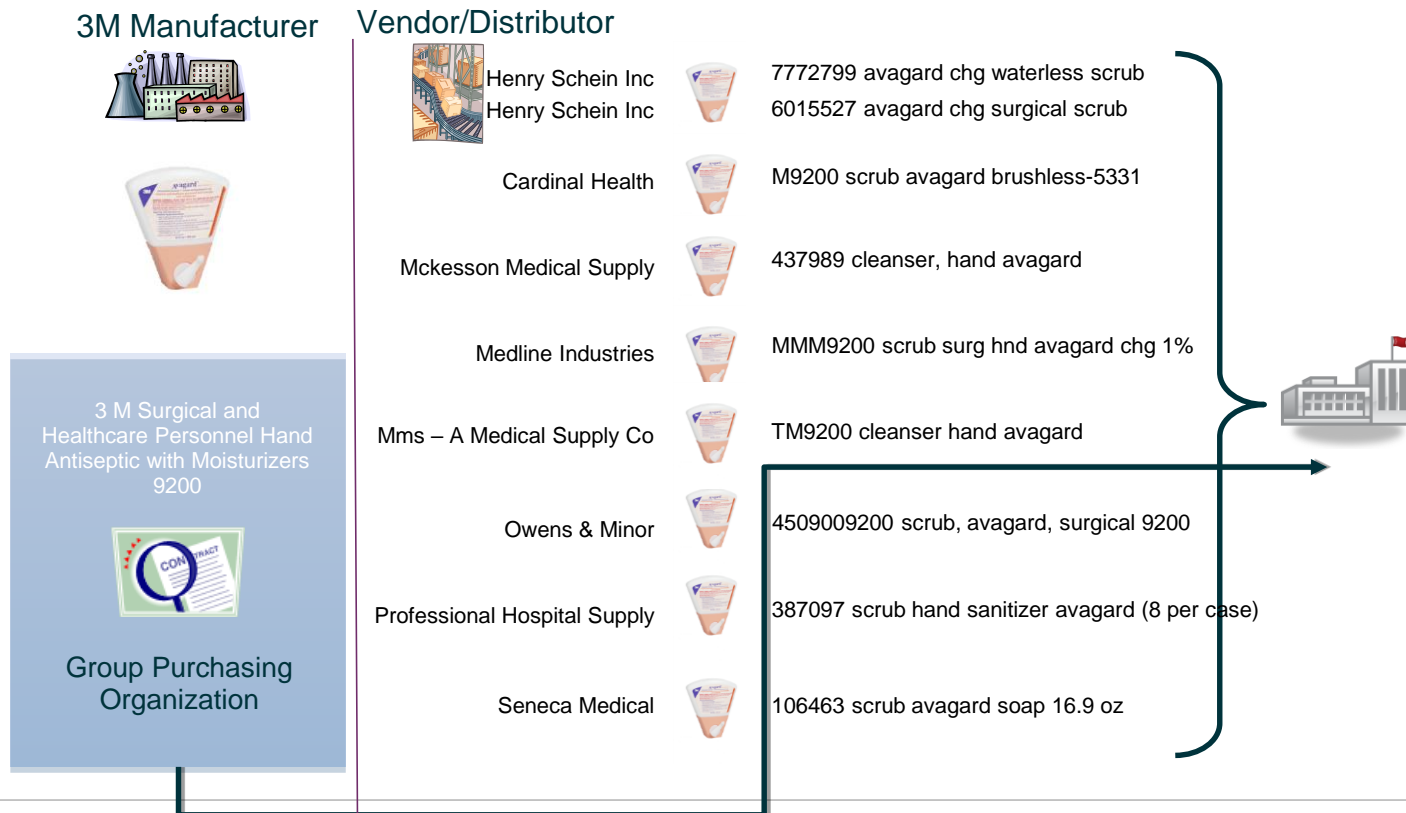 3M Manufacturer
Vendor/Distributor
Henry Schein Inc
7772799 avagard chg waterless scrub
Henry Schein Inc
6015527 avagard chg surgical scrub
Cardinal Health
M9200 scrub avagard brushless-5331
Mckesson Medical Supply
437989 cleanser, hand avagard
Medline Industries
MMM9200 scrub surg hnd avagard chg 1%
Mms – A Medical Supply Co
TM9200 cleanser hand avagard
Owens & Minor
4509009200 scrub, avagard, surgical 9200
Professional Hospital Supply
387097 scrub hand sanitizer avagard (8 per case)
Seneca Medical
106463 scrub avagard soap 16.9 oz
avagard
3 M Surgical and
Healthcare Personnel Hand
Antiseptic with Moisturizers
9200
CONTRACT
Group Purchasing
Organization